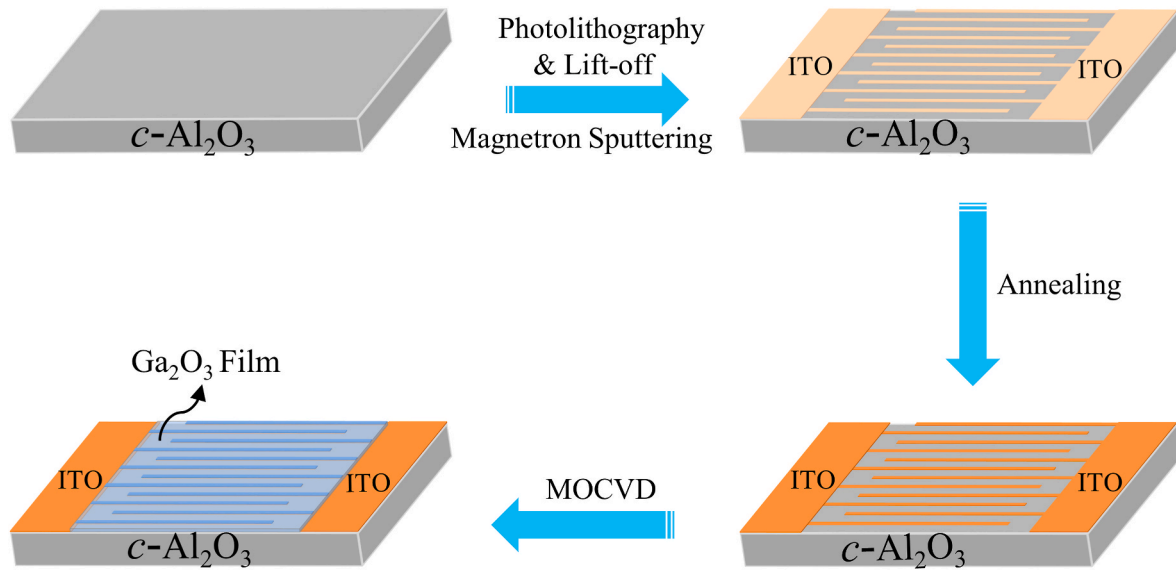 c-Al₂O₃
Photolithography
& Lift-off
Magnetron Sputtering
ITO
ITO
c-Al₂O₃
Annealing
ITO
ITO
c-Al₂O₃
MOCVD
Ga₂O₃ Film
ITO
ITO
c-Al₂O₃